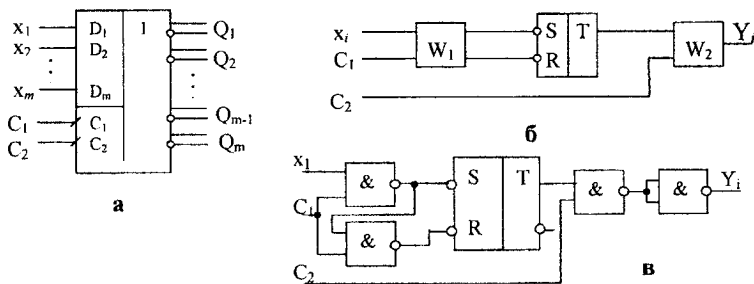 x₁ D₁ 1 Q₁
x₂ D₂ Q₂
⋮ ⋮ ⋮
xₘ Dₘ
C₁ C₁ Qₘ₋₁
C₂ C₂ Qₘ
а
xᵢ W₁ S T W₂ Yᵢ
C₁ R
C₂
б
x₁ & S T & & Yᵢ
C₁ & R
C₂
в